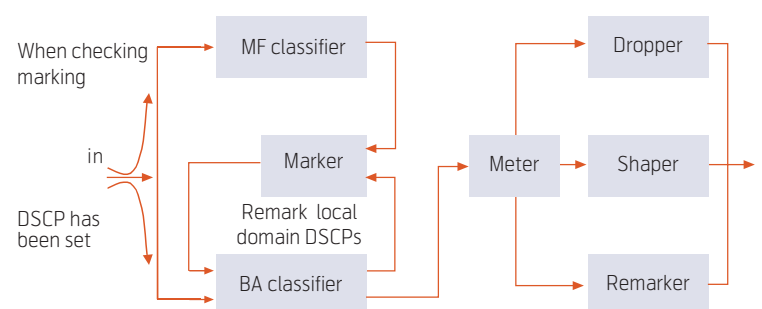 When checking
marking
MF classifier
in
Marker
DSCP has
been set
Remark local
domain DSCPs
BA classifier
Meter
Dropper
Shaper
Remarker